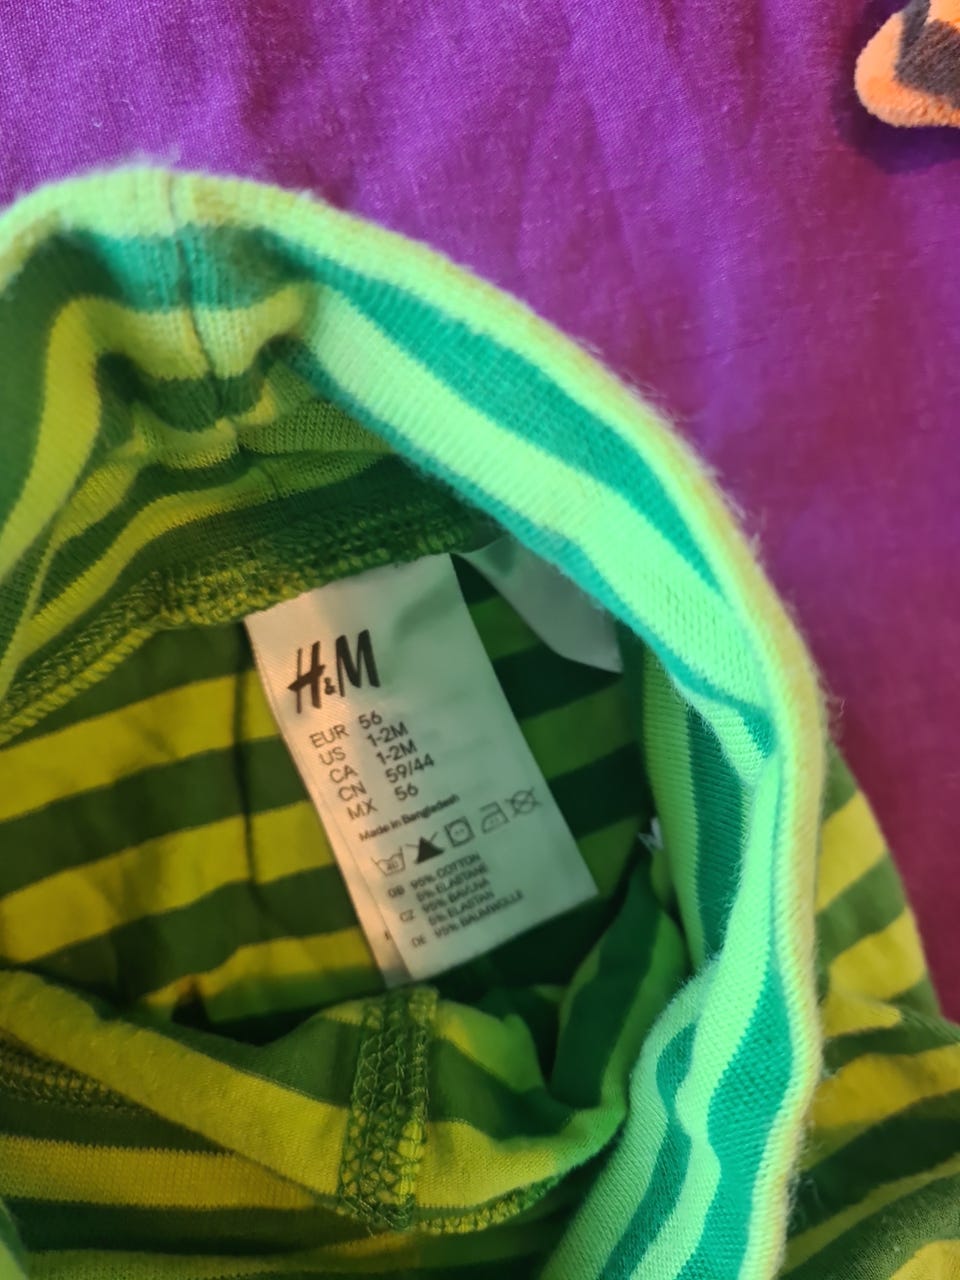 H&M
EUR 56
US 1-2M
CA 1-2M
CN 59/44
MX 56
Made in Bangladesh
40
GB 95% COTTON
5% ELASTANE
CZ 95% BAVLNA
5% ELASTAN
DE 95% BAUMWOLLE